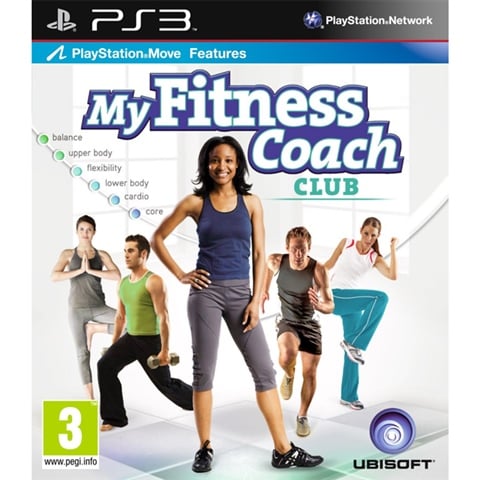 PS3
PlayStation®Network
PlayStation®Move Features
My Fitness
Coach
CLUB
balance
upper body
flexibility
lower body
cardio
core
3
www.pegi.info
UBISOFT